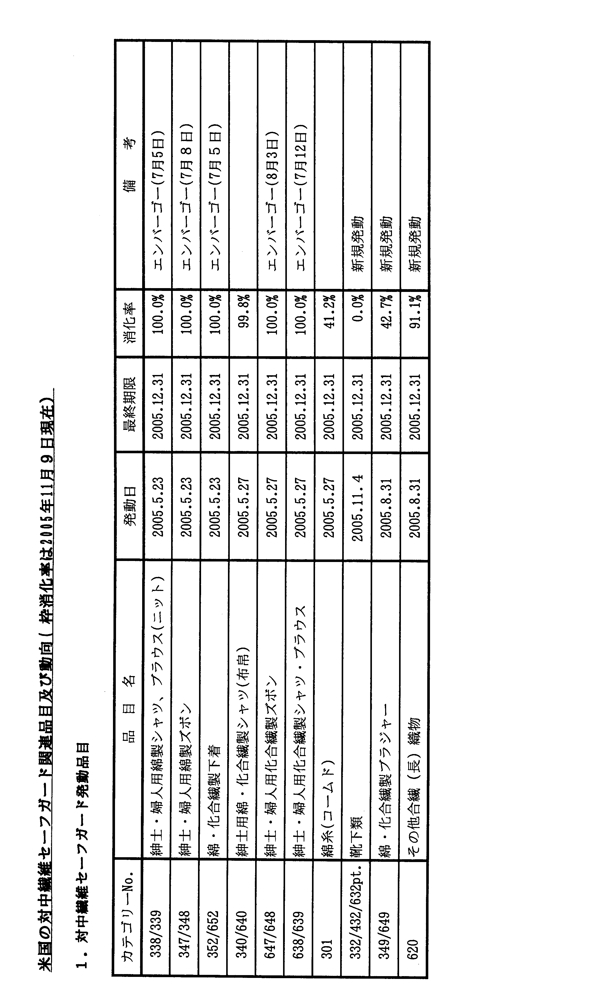 米国の対中繊維セーフガード関連品目及び動向(枠消化率は2005年11月9日現在)
1. 対中繊維セーフガード発動品目
カテゴリーNo. 品 目 名 発動日 最終期限 消化率 備 考
338/339 紳士・婦人用綿製シャツ、ブラウス(ニット) 2005.5.23 2005.12.31 100.0% エンバーゴー(7月5日)
347/348 紳士・婦人用綿製ズボン 2005.5.23 2005.12.31 100.0% エンバーゴー(7月8日)
352/652 綿・化合繊製下着 2005.5.23 2005.12.31 100.0% エンバーゴー(7月5日)
340/640 紳士用綿・化合繊製シャツ(布帛) 2005.5.27 2005.12.31 99.8%
647/648 紳士・婦人用化合繊製ズボン 2005.5.27 2005.12.31 100.0% エンバーゴー(8月3日)
638/639 紳士・婦人用化合繊製シャツ・ブラウス 2005.5.27 2005.12.31 100.0% エンバーゴー(7月12日)
301 綿糸(コームド) 2005.5.27 2005.12.31 41.2%
332/432/632pt. 靴下類 2005.11.4 2005.12.31 0.0% 新規発動
349/649 綿・化合繊製ブラジャー 2005.8.31 2005.12.31 42.7% 新規発動
620 その他合繊(長)織物 2005.8.31 2005.12.31 91.1% 新規発動